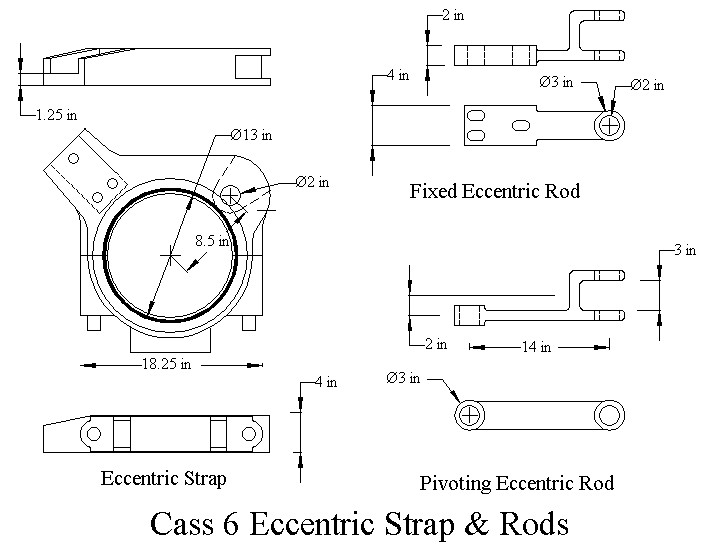 2 in
4 in
Ø3 in
Ø2 in
1.25 in
Ø13 in
Ø2 in
Fixed Eccentric Rod
8.5 in
3 in
2 in
14 in
18.25 in
Ø3 in
4 in
Eccentric Strap
Pivoting Eccentric Rod
Cass 6 Eccentric Strap & Rods